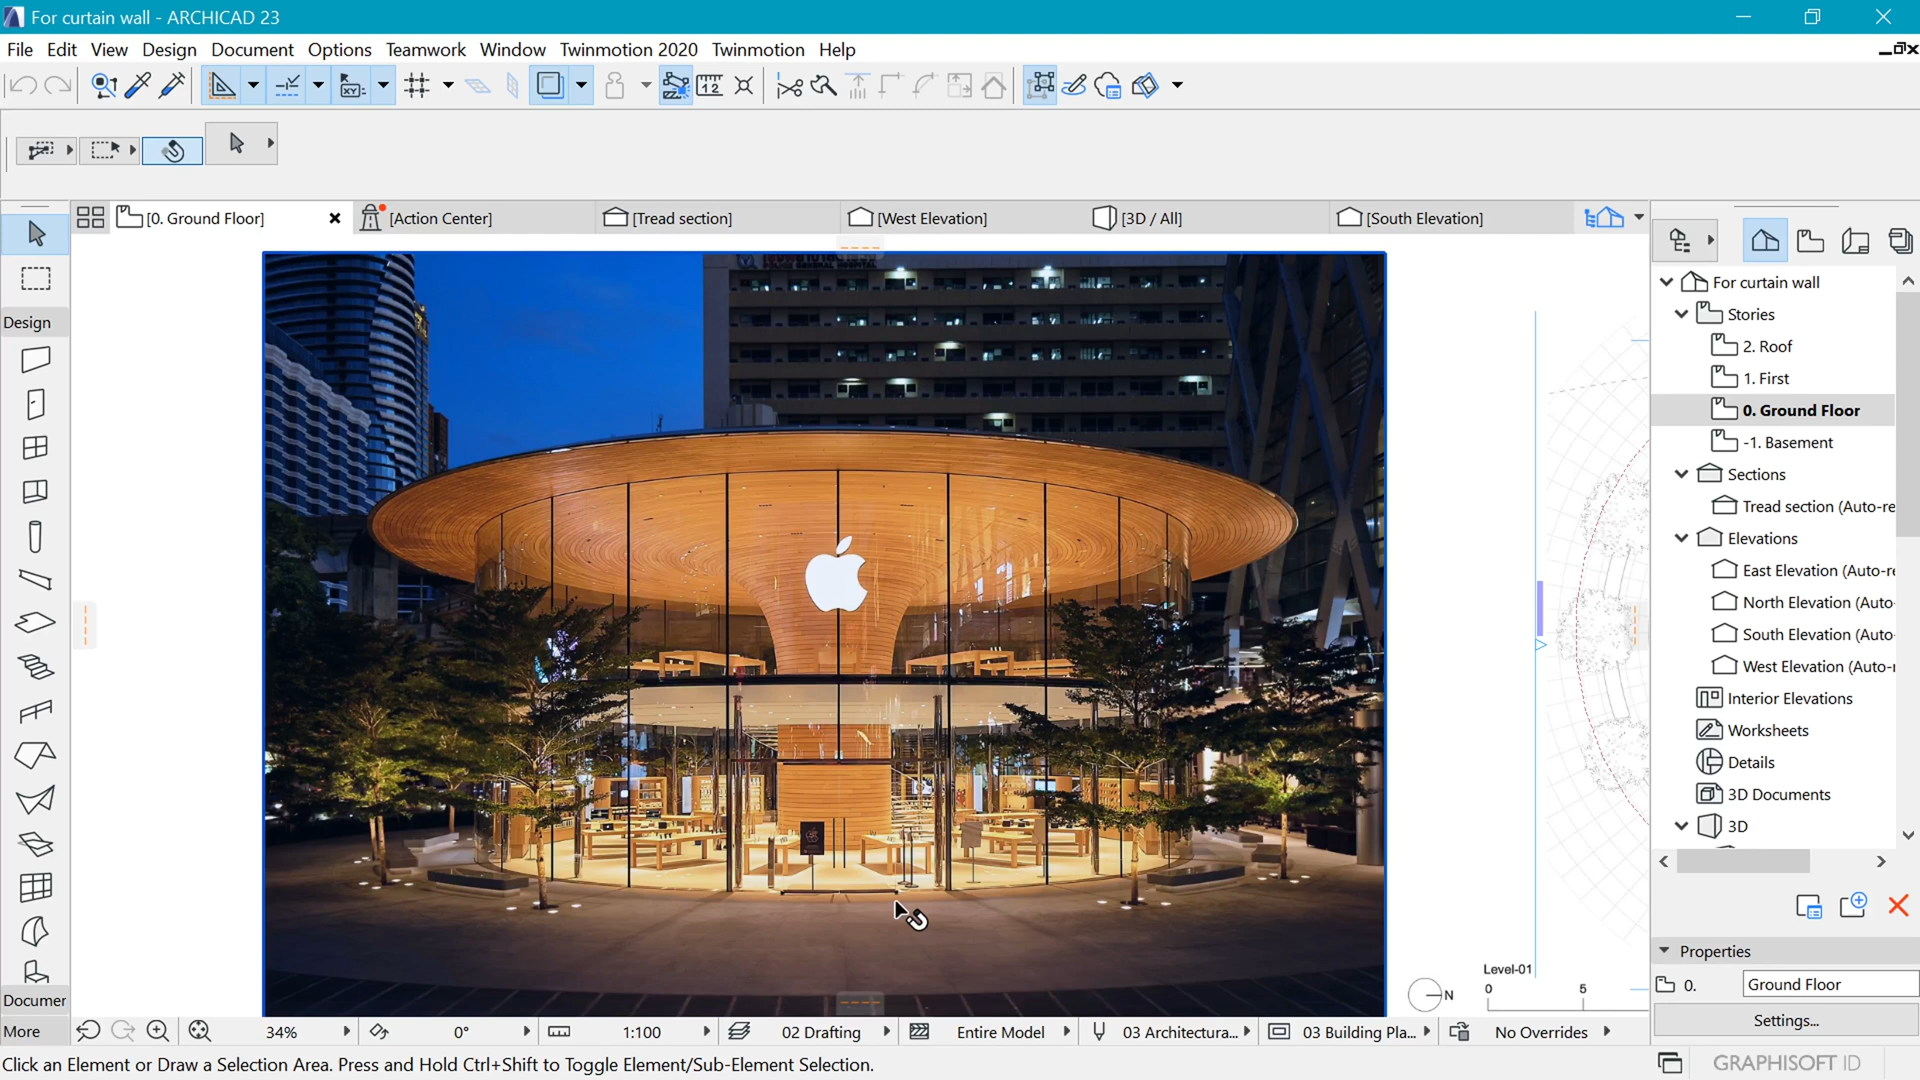 For curtain wall - ARCHICAD 23
File Edit View Design Document Options Teamwork Window Twinmotion 2020 Twinmotion Help
[0. Ground Floor] [Action Center] [Tread section] [West Elevation] [3D / All] [South Elevation]
Design
Documer
More
For curtain wall
Stories
2. Roof
1. First
0. Ground Floor
-1. Basement
Sections
Tread section (Auto-re
Elevations
East Elevation (Auto-re
North Elevation (Auto
South Elevation (Auto-
West Elevation (Auto-r
Interior Elevations
Worksheets
Details
3D Documents
3D
Properties
0. Ground Floor
Settings...
Level-01
N 0 5
34% 0° 1:100 02 Drafting Entire Model 03 Architectura... 03 Building Pla... No Overrides
Click an Element or Draw a Selection Area. Press and Hold Ctrl+Shift to Toggle Element/Sub-Element Selection.
GRAPHISOFT ID